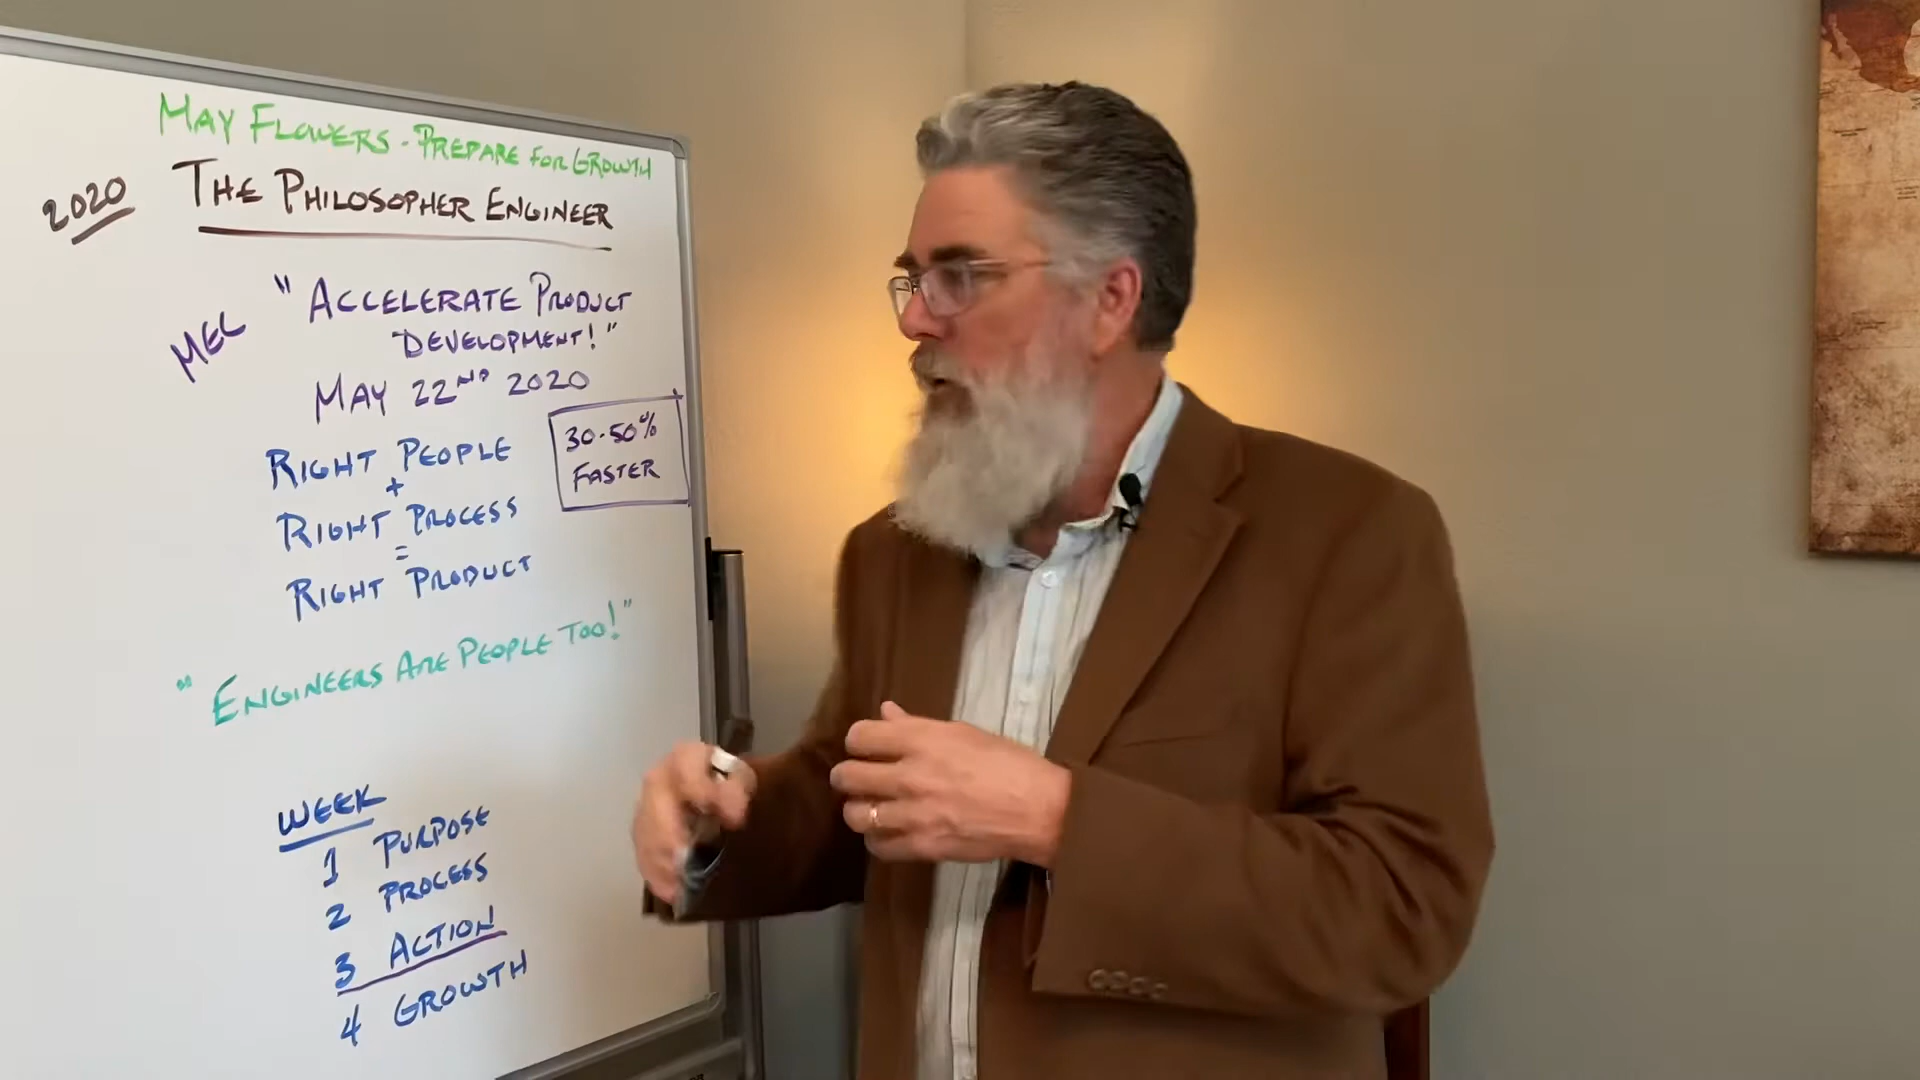 MAY FLOWERS - PREPARE FOR GROWTH
2020 THE PHILOSOPHER ENGINEER
MEC "ACCELERATE PRODUCT
DEVELOPMENT!"
MAY 22ND 2020
30-50%
FASTER
RIGHT PEOPLE
+
RIGHT PROCESS
=
RIGHT PRODUCT
"ENGINEERS ARE PEOPLE TOO!"
WEEK
1 PURPOSE
2 PROCESS
3 ACTION
4 GROWTH